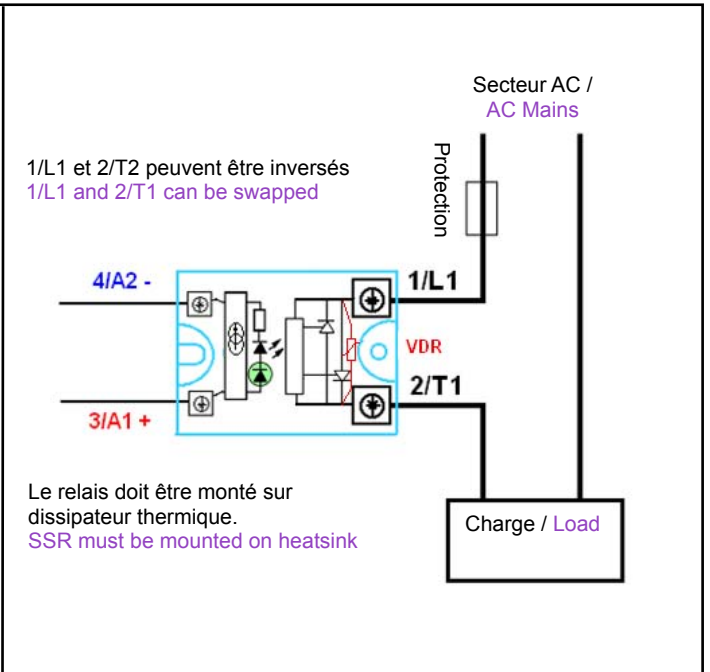 Secteur AC /
AC Mains
1/L1 et 2/T2 peuvent être inversés
1/L1 and 2/T1 can be swapped
Protection
4/A2 -
1/L1
VDR
2/T1
3/A1 +
Le relais doit être monté sur
dissipateur thermique.
SSR must be mounted on heatsink
Charge / Load